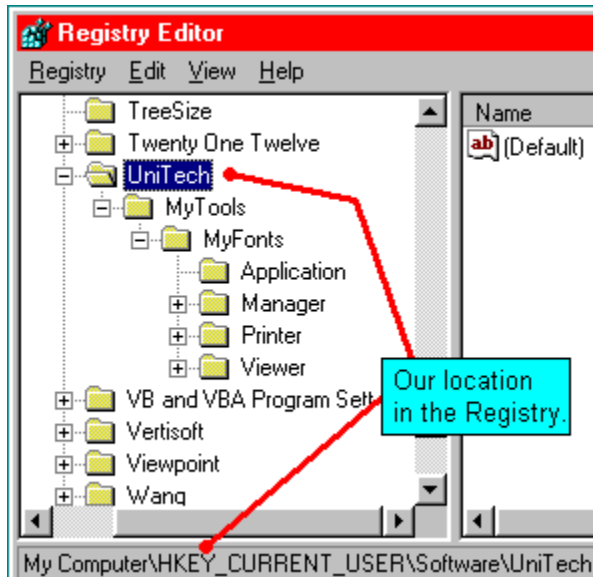 Registry Editor
Registry Edit View Help
Name
ab (Default)
TreeSize
Twenty One Twelve
UniTech
MyTools
MyFonts
Application
Manager
Printer
Viewer
VB and VBA Program Sett
Vertisoft
Viewpoint
Wang
Our location
in the Registry.
My Computer\HKEY_CURRENT_USER\Software\UniTech